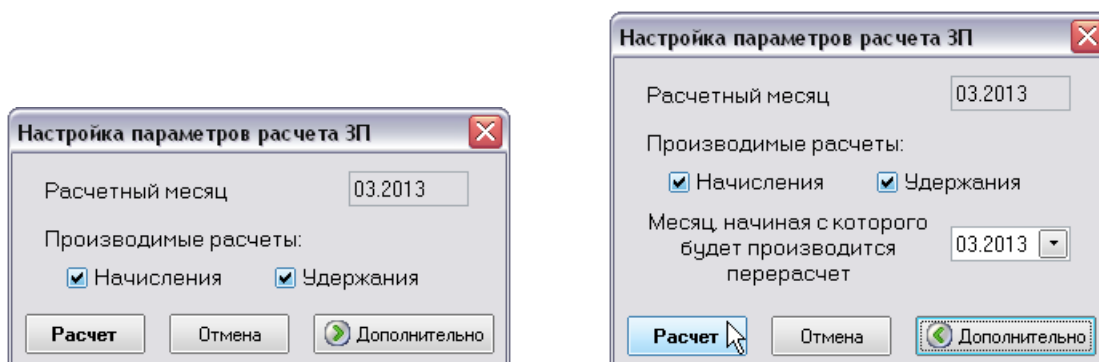 Настройка параметров расчета ЗП
Расчетный месяц 03.2013
Производимые расчеты:
Начисления Удержания
Расчет Отмена Дополнительно
Настройка параметров расчета ЗП
Расчетный месяц 03.2013
Производимые расчеты:
Начисления Удержания
Месяц, начиная с которого
будет производится
перерасчет
03.2013
Расчет Отмена Дополнительно